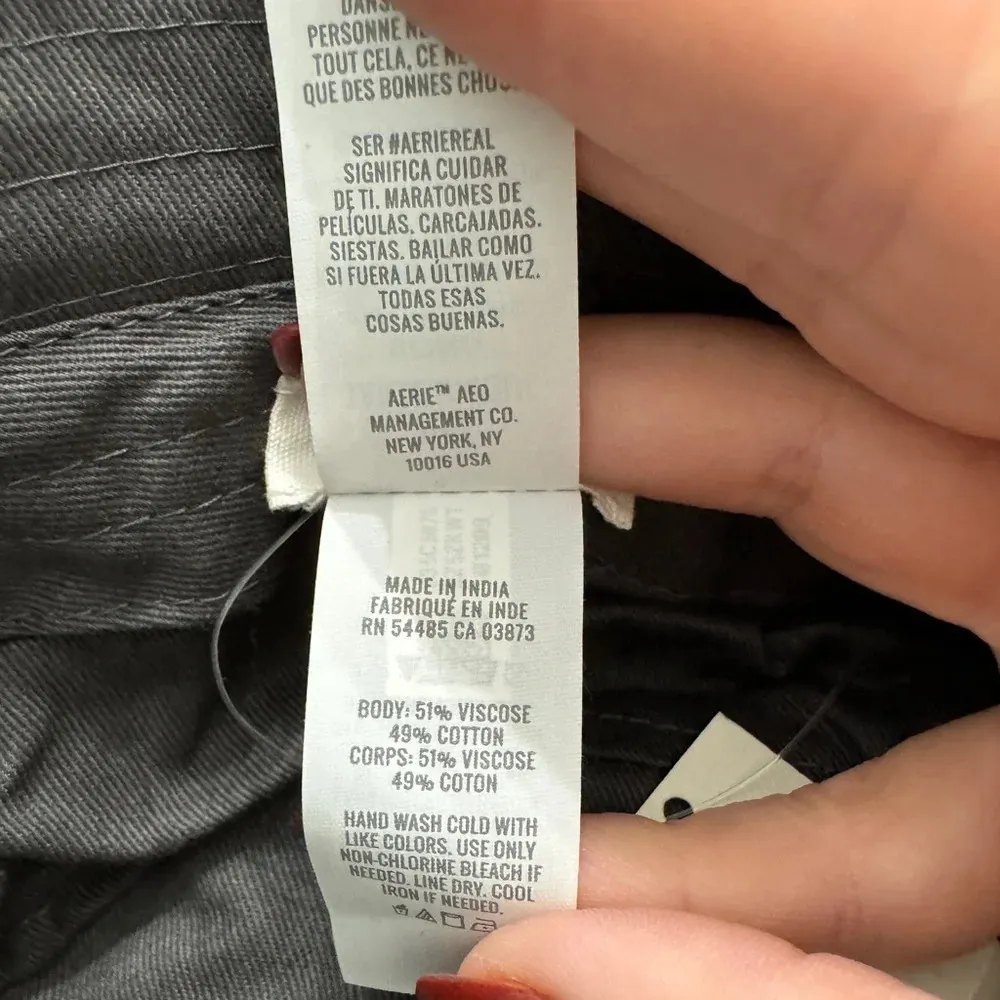 DANS
PERSONNE
TOUT CELA, CE
QUE DES BONNES
SER #AERIEREAL
SIGNIFICA CUIDAR
DE TI. MARATONES DE
PELÍCULAS. CARCAJADAS.
SIESTAS. BAILAR COMO
SI FUERA LA ÚLTIMA VEZ.
TODAS ESAS
COSAS BUENAS.
AERIE™ AEO
MANAGEMENT CO.
NEW YORK, NY
10016 USA
MADE IN INDIA
FABRIQUÉ EN INDE
RN 54485 CA 03873
BODY: 51% VISCOSE
49% COTTON
CORPS: 51% VISCOSE
49% COTON
HAND WASH COLD WITH
LIKE COLORS. USE ONLY
NON-CHLORINE BLEACH IF
NEEDED. LINE DRY. COOL
IRON IF NEEDED.